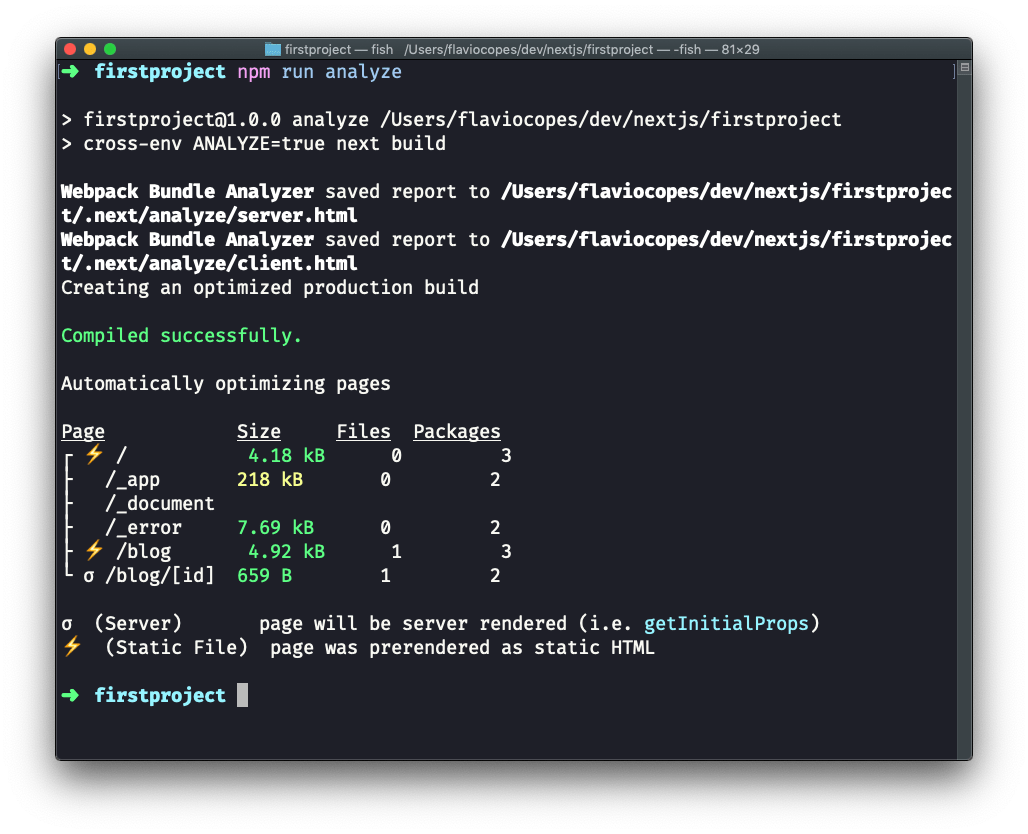 firstproject — fish   /Users/flaviocopes/dev/nextjs/firstproject — -fish — 81×29
[➜  firstproject npm run analyze ]
> firstproject@1.0.0 analyze /Users/flaviocopes/dev/nextjs/firstproject
> cross-env ANALYZE=true next build
Webpack Bundle Analyzer saved report to /Users/flaviocopes/dev/nextjs/firstprojec
t/.next/analyze/server.html
Webpack Bundle Analyzer saved report to /Users/flaviocopes/dev/nextjs/firstprojec
t/.next/analyze/client.html
Creating an optimized production build
Compiled successfully.
Automatically optimizing pages
Page            Size     Files  Packages
┌ ⚡ /           4.18 kB      0         3
├   /_app       218 kB       0         2
├   /_document
├   /_error     7.69 kB      0         2
├ ⚡ /blog       4.92 kB      1         3
└ σ /blog/[id]  659 B        1         2
σ  (Server)       page will be server rendered (i.e. getInitialProps)
⚡  (Static File)  page was prerendered as static HTML
➜  firstproject